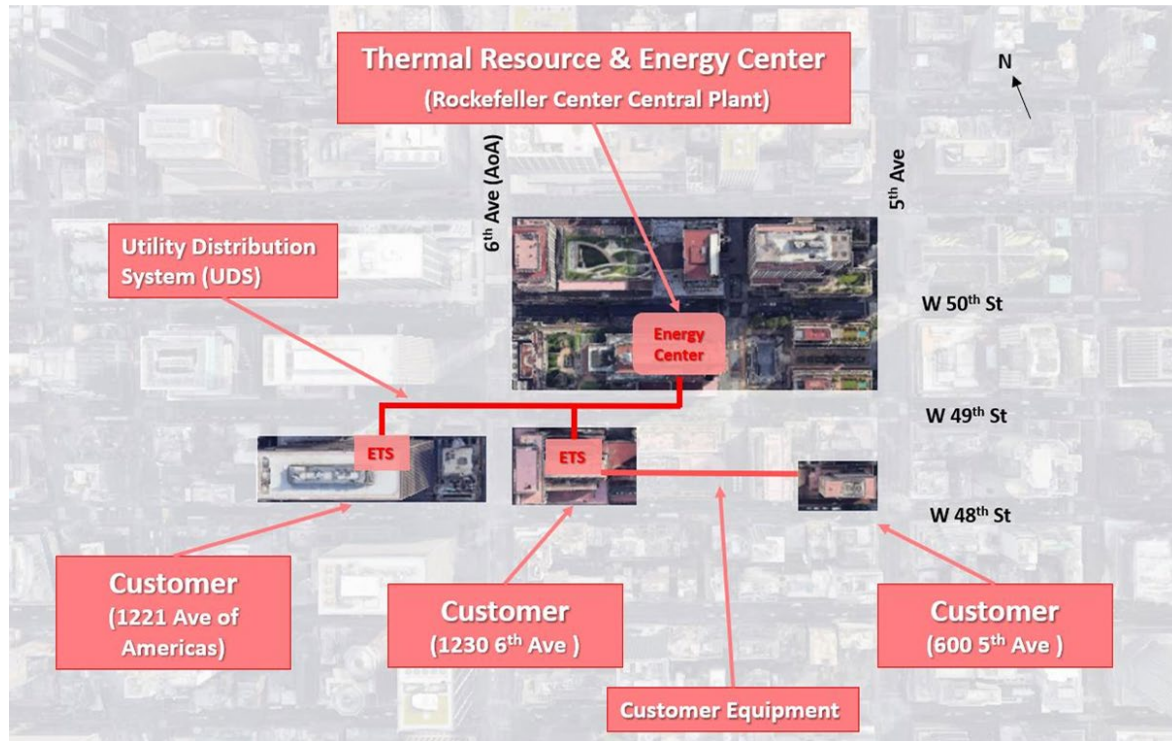 Thermal Resource & Energy Center
(Rockefeller Center Central Plant)
N
6th Ave (AoA)
5th Ave
Utility Distribution
System (UDS)
W 50th St
Energy
Center
W 49th St
ETS
ETS
W 48th St
Customer
(1221 Ave of
Americas)
Customer
(1230 6th Ave )
Customer
(600 5th Ave )
Customer Equipment